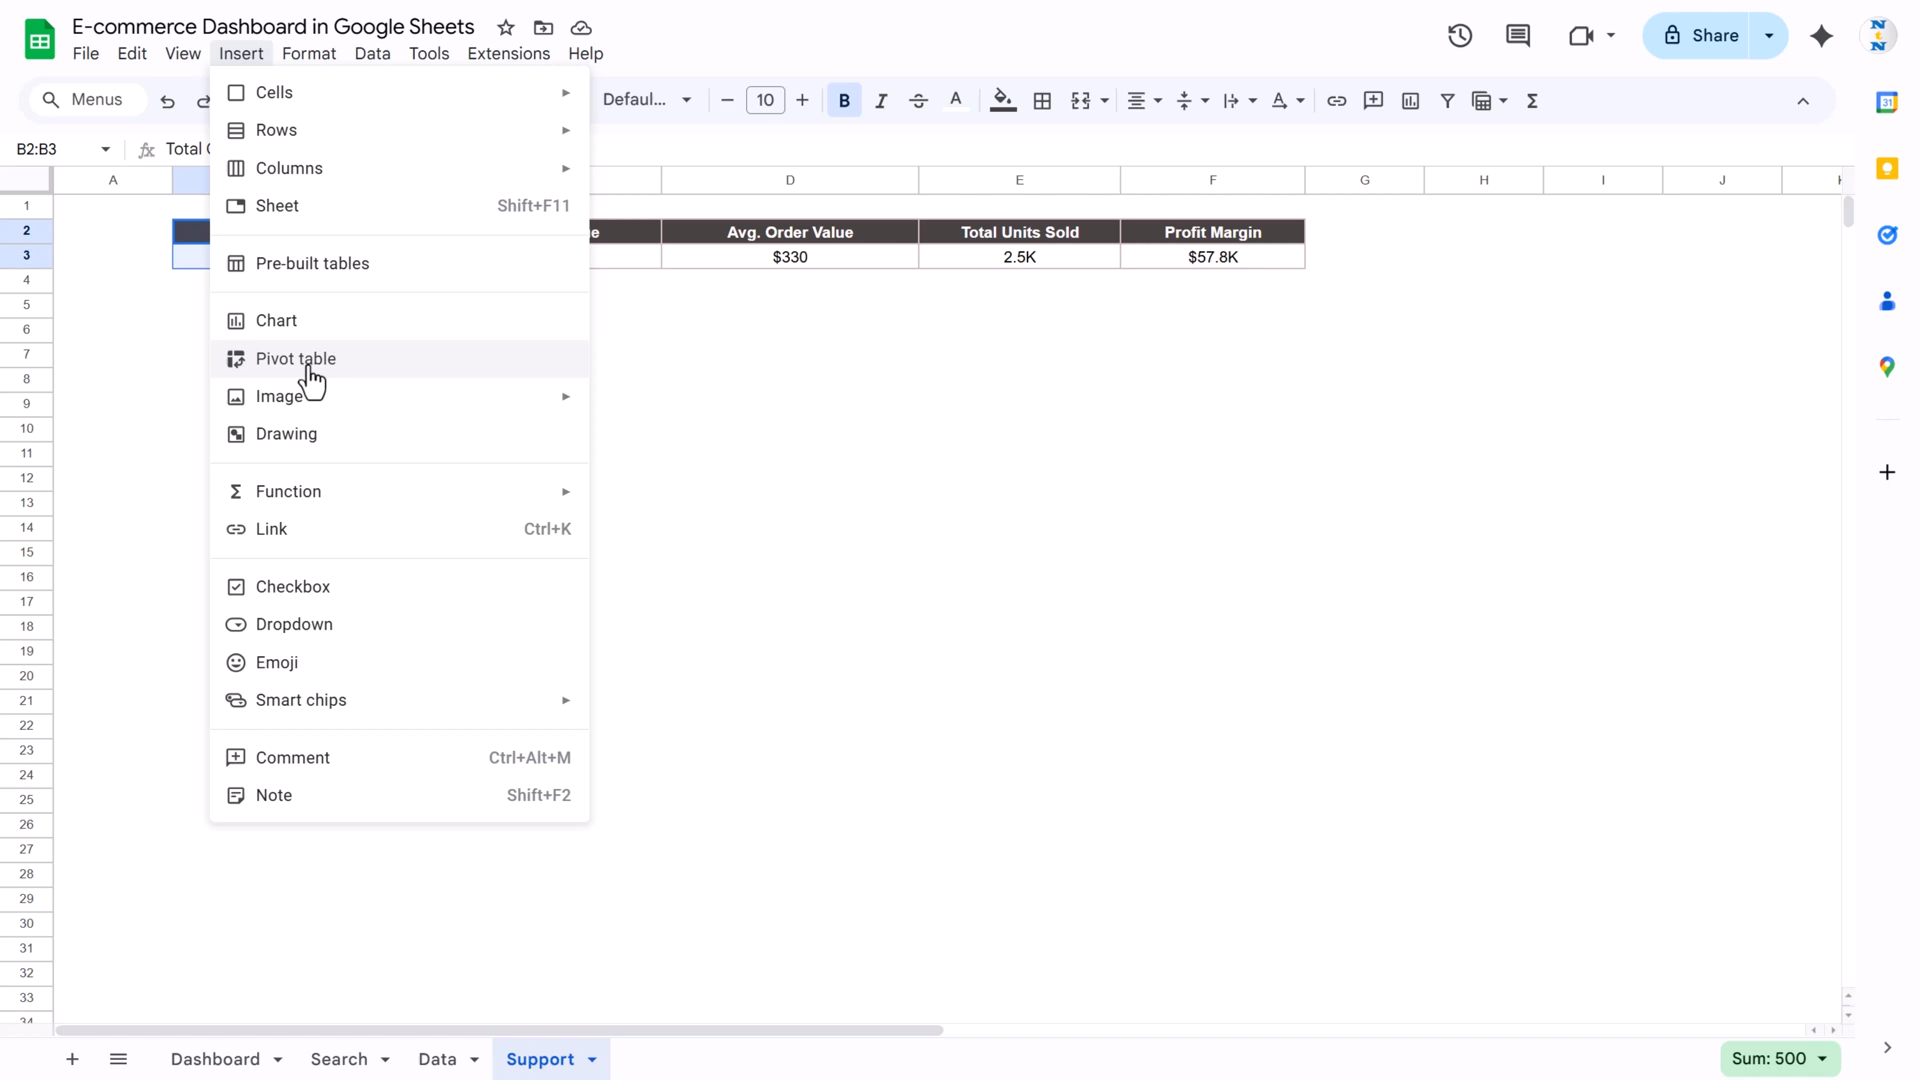 E-commerce Dashboard in Google Sheets
File Edit View Insert Format Data Tools Extensions Help
Share
Menus Defaul... 10 B
B2:B3 Total
A D E F G H I J
Cells
Rows
Columns
Sheet Shift+F11
Pre-built tables
Chart
Pivot table
Image
Drawing
Function
Link Ctrl+K
Checkbox
Dropdown
Emoji
Smart chips
Comment Ctrl+Alt+M
Note Shift+F2
1
2 e Avg. Order Value Total Units Sold Profit Margin
3 $330 2.5K $57.8K
4
5
6
7
8
9
10
11
12
13
14
15
16
17
18
19
20
21
22
23
24
25
26
27
28
29
30
31
32
33
34
Dashboard Search Data Support Sum: 500
31